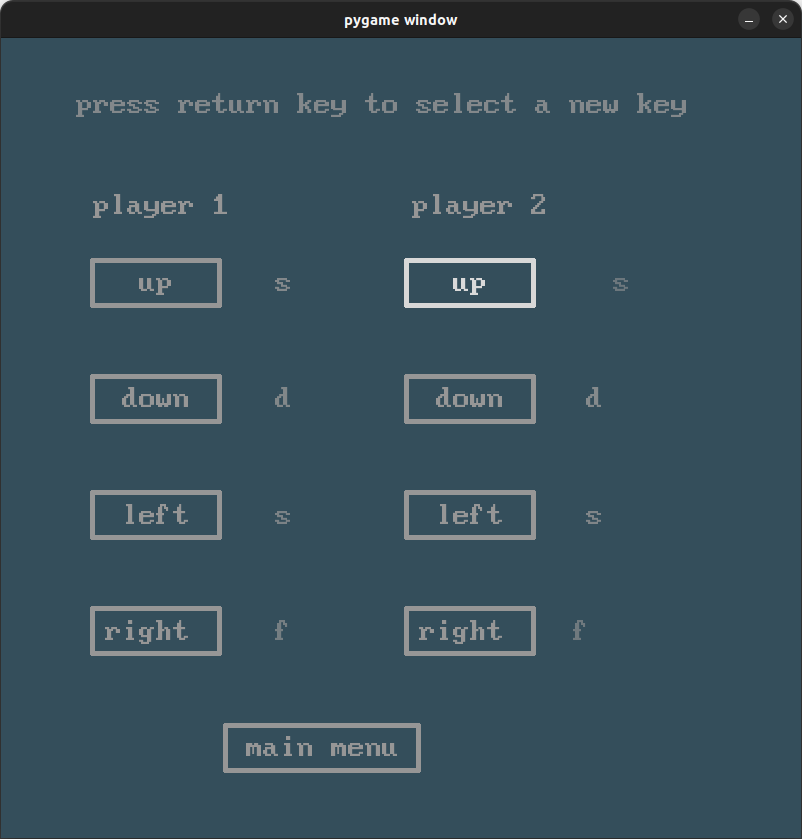 pygame window
press return key to select a new key
player 1 player 2
up s up s
down d down d
left s left s
right f right f
main menu